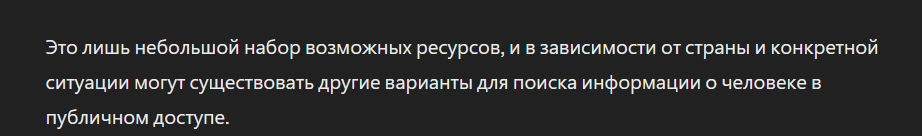 Это лишь небольшой набор возможных ресурсов, и в зависимости от страны и конкретной
ситуации могут существовать другие варианты для поиска информации о человеке в
публичном доступе.